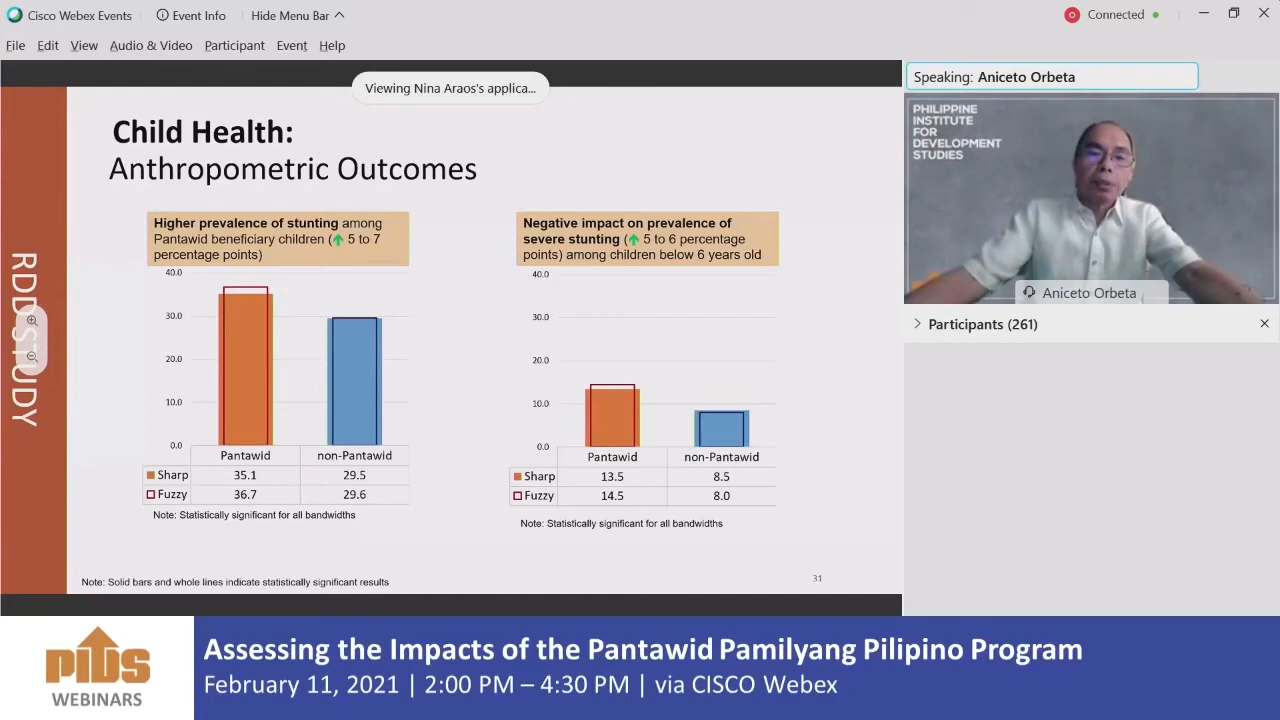 Cisco Webex Events
Event Info
Hide Menu Bar
Connected
File Edit View Audio & Video Participant Event Help
Viewing Nina Araos's applica...
Speaking: Aniceto Orbeta
PHILIPPINE
INSTITUTE
FOR
DEVELOPMENT
STUDIES
Aniceto Orbeta
Participants (261)
RDD STUDY
Child Health:
Anthropometric Outcomes
Higher prevalence of stunting among
Pantawid beneficiary children (↑ 5 to 7
percentage points)
40.0
30.0
20.0
10.0
0.0
Pantawid non-Pantawid
Sharp 35.1 29.5
Fuzzy 36.7 29.6
Note: Statistically significant for all bandwidths
Negative impact on prevalence of
severe stunting (↑ 5 to 6 percentage
points) among children below 6 years old
40.0
30.0
20.0
10.0
0.0
Pantawid non-Pantawid
Sharp 13.5 8.5
Fuzzy 14.5 8.0
Note: Statistically significant for all bandwidths
Note: Solid bars and whole lines indicate statistically significant results
31
PIDS
WEBINARS
Assessing the Impacts of the Pantawid Pamilyang Pilipino Program
February 11, 2021 | 2:00 PM – 4:30 PM | via CISCO Webex